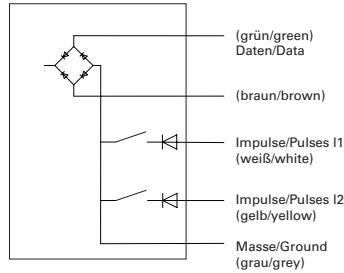 (grün/green)
Daten/Data
(braun/brown)
Impulse/Pulses I1
(weiß/white)
Impulse/Pulses I2
(gelb/yellow)
Masse/Ground
(grau/grey)